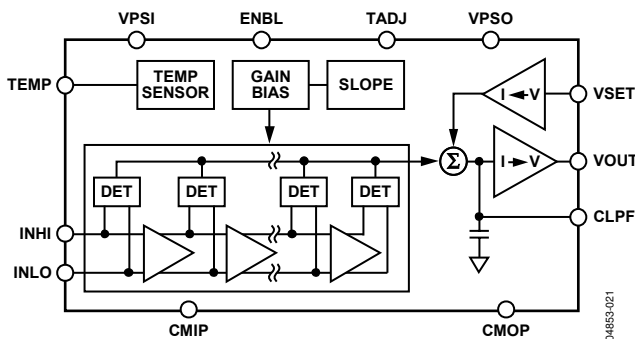 VPSI ENBL TADJ VPSO
TEMP
TEMP
SENSOR
GAIN
BIAS
SLOPE
I V
VSET
Σ
I V
VOUT
DET DET DET DET
CLPF
INHI
INLO
CMIP CMOP
04853-021